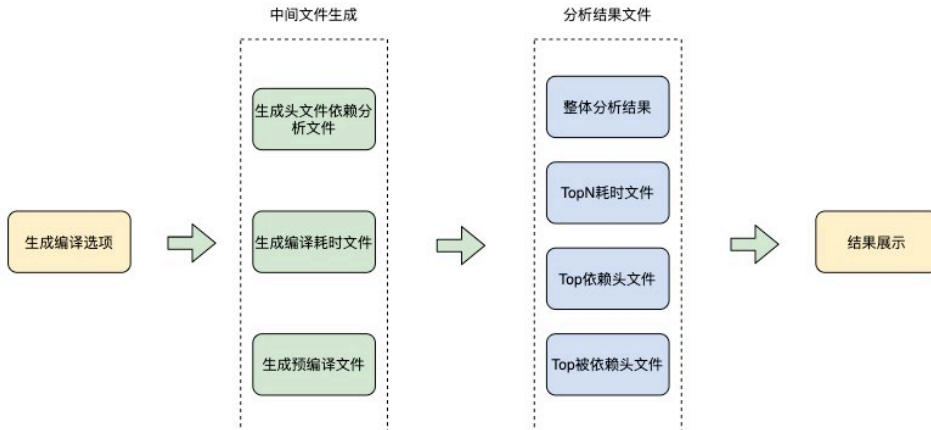 中间文件生成
分析结果文件
生成头文件依赖分
析文件
整体分析结果
TopN耗时文件
生成编译选项
生成编译耗时文件
结果展示
Top依赖头文件
生成预编译文件
Top被依赖头文件